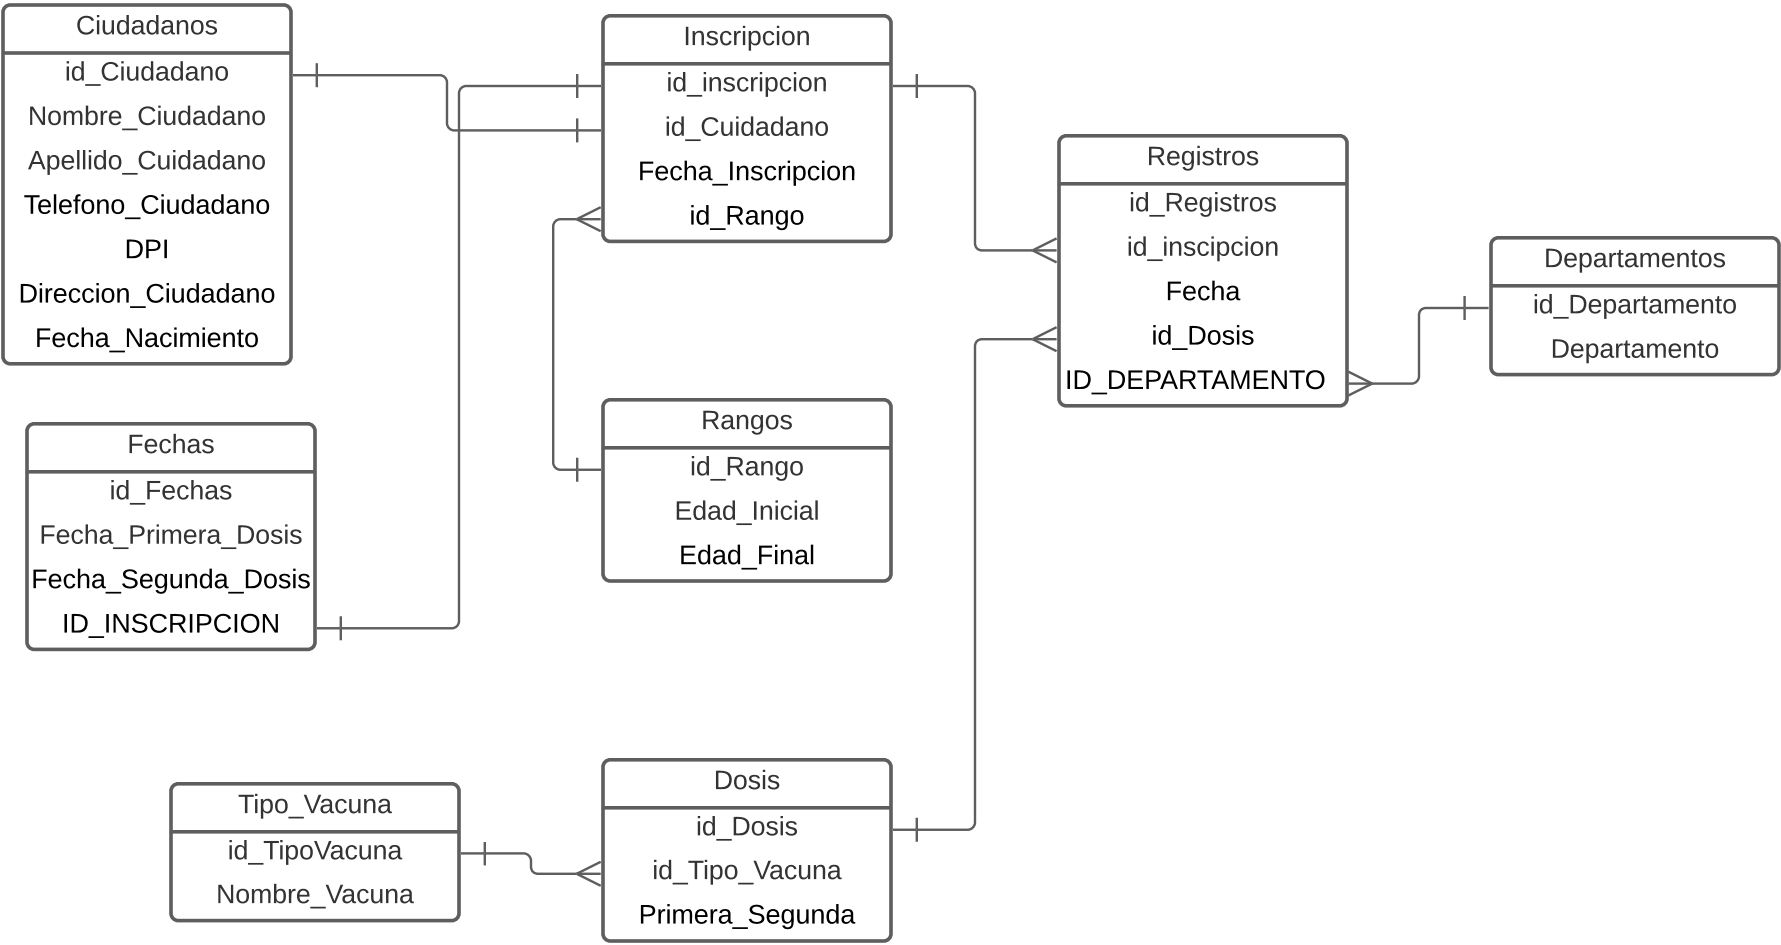 Ciudadanos
id_Ciudadano
Nombre_Ciudadano
Apellido_Cuidadano
Telefono_Ciudadano
DPI
Direccion_Ciudadano
Fecha_Nacimiento
Inscripcion
id_inscripcion
id_Cuidadano
Fecha_Inscripcion
id_Rango
Registros
id_Registros
id_inscipcion
Fecha
id_Dosis
ID_DEPARTAMENTO
Departamentos
id_Departamento
Departamento
Fechas
id_Fechas
Fecha_Primera_Dosis
Fecha_Segunda_Dosis
ID_INSCRIPCION
Rangos
id_Rango
Edad_Inicial
Edad_Final
Tipo_Vacuna
id_TipoVacuna
Nombre_Vacuna
Dosis
id_Dosis
id_Tipo_Vacuna
Primera_Segunda